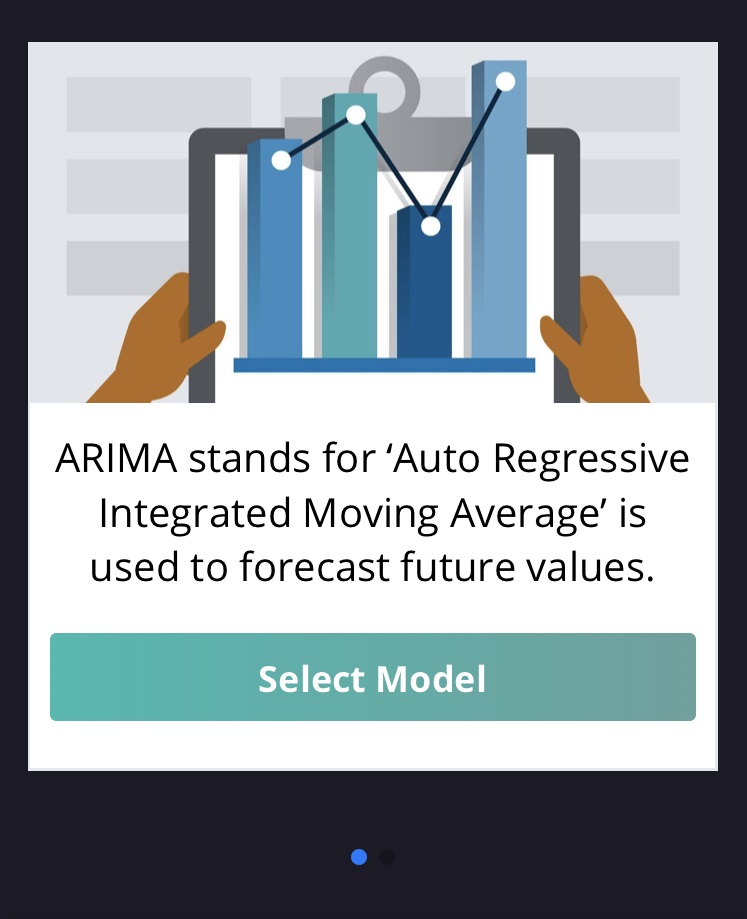 ARIMA stands for ‘Auto Regressive
Integrated Moving Average’ is
used to forecast future values.
Select Model